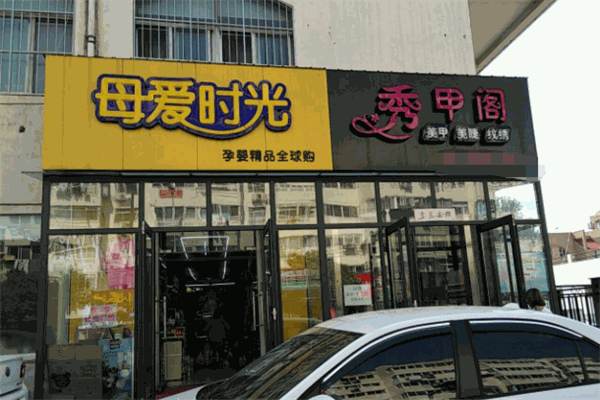 母爱时光
孕婴精品全球购
秀甲阁
美甲 美睫 纹绣